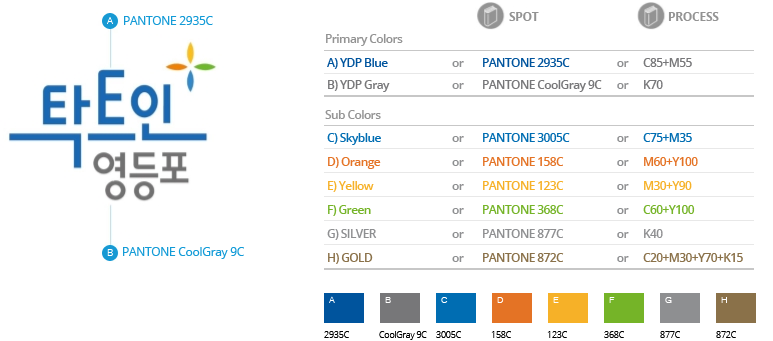 A PANTONE 2935C
탁트인
영등포
B PANTONE CoolGray 9C
SPOT PROCESS
Primary Colors
A) YDP Blue or PANTONE 2935C or C85+M55
B) YDP Gray or PANTONE CoolGray 9C or K70
Sub Colors
C) Skyblue or PANTONE 3005C or C75+M35
D) Orange or PANTONE 158C or M60+Y100
E) Yellow or PANTONE 123C or M30+Y90
F) Green or PANTONE 368C or C60+Y100
G) SILVER or PANTONE 877C or K40
H) GOLD or PANTONE 872C or C20+M30+Y70+K15
A B C D E F G H
2935C CoolGray 9C 3005C 158C 123C 368C 877C 872C